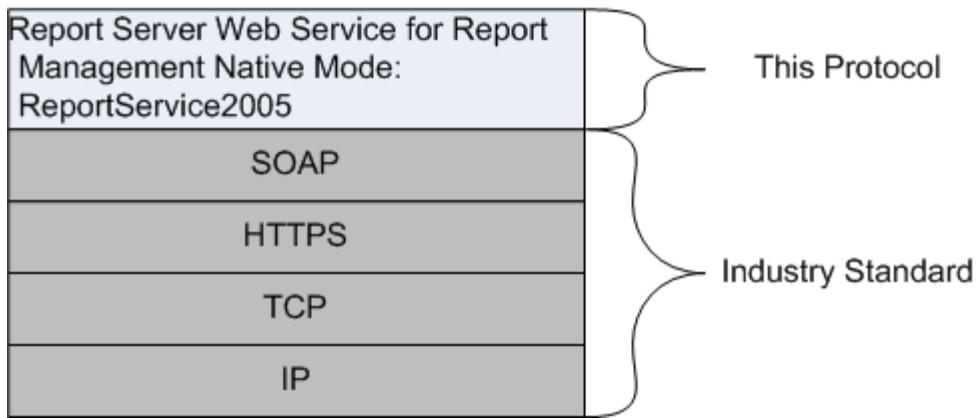 Report Server Web Service for Report
Management Native Mode:
ReportService2005
This Protocol
SOAP
HTTPS
TCP
IP
Industry Standard